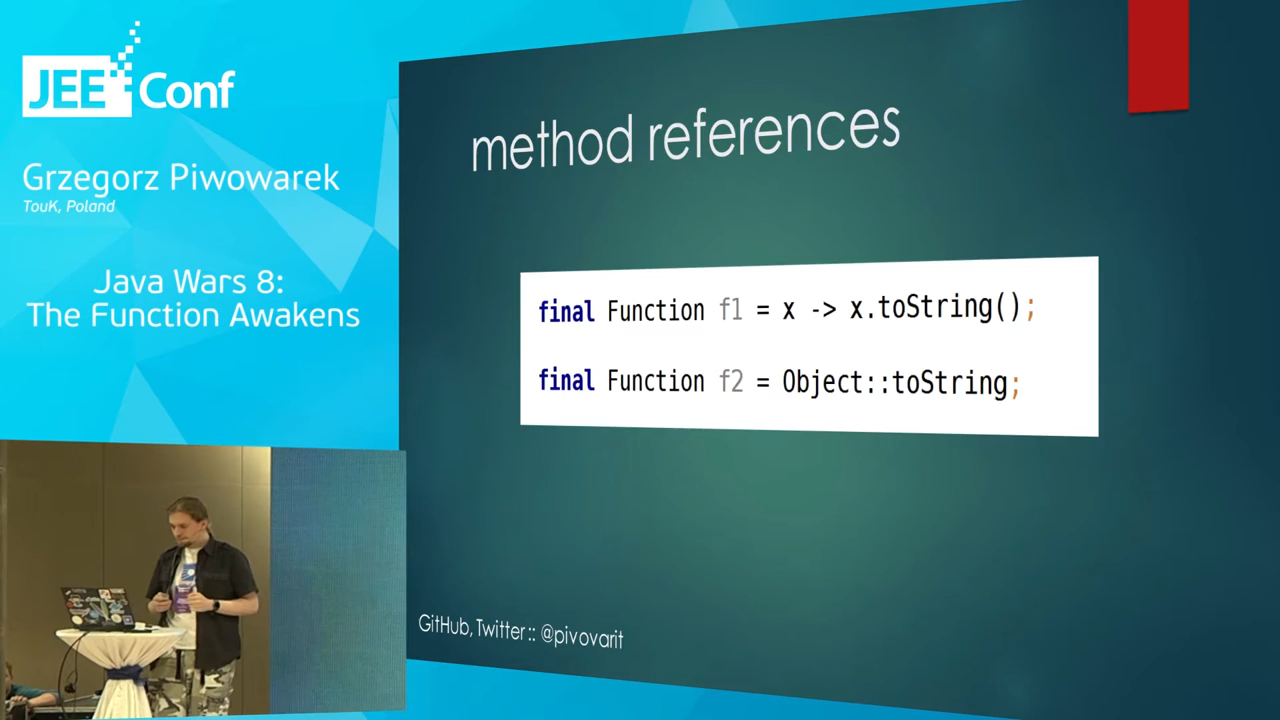 JEE Conf
Grzegorz Piwowarek
TouK, Poland
Java Wars 8:
The Function Awakens
method references
final Function f1 = x -> x.toString();
final Function f2 = Object::toString;
GitHub, Twitter :: @pivovarit